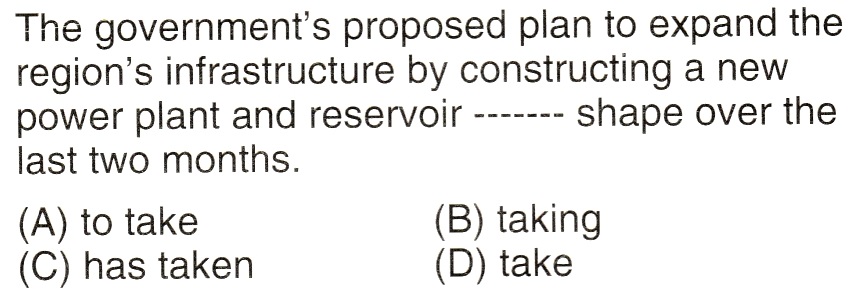 The government's proposed plan to expand the
region's infrastructure by constructing a new
power plant and reservoir ------- shape over the
last two months.
(A) to take (B) taking
(C) has taken (D) take